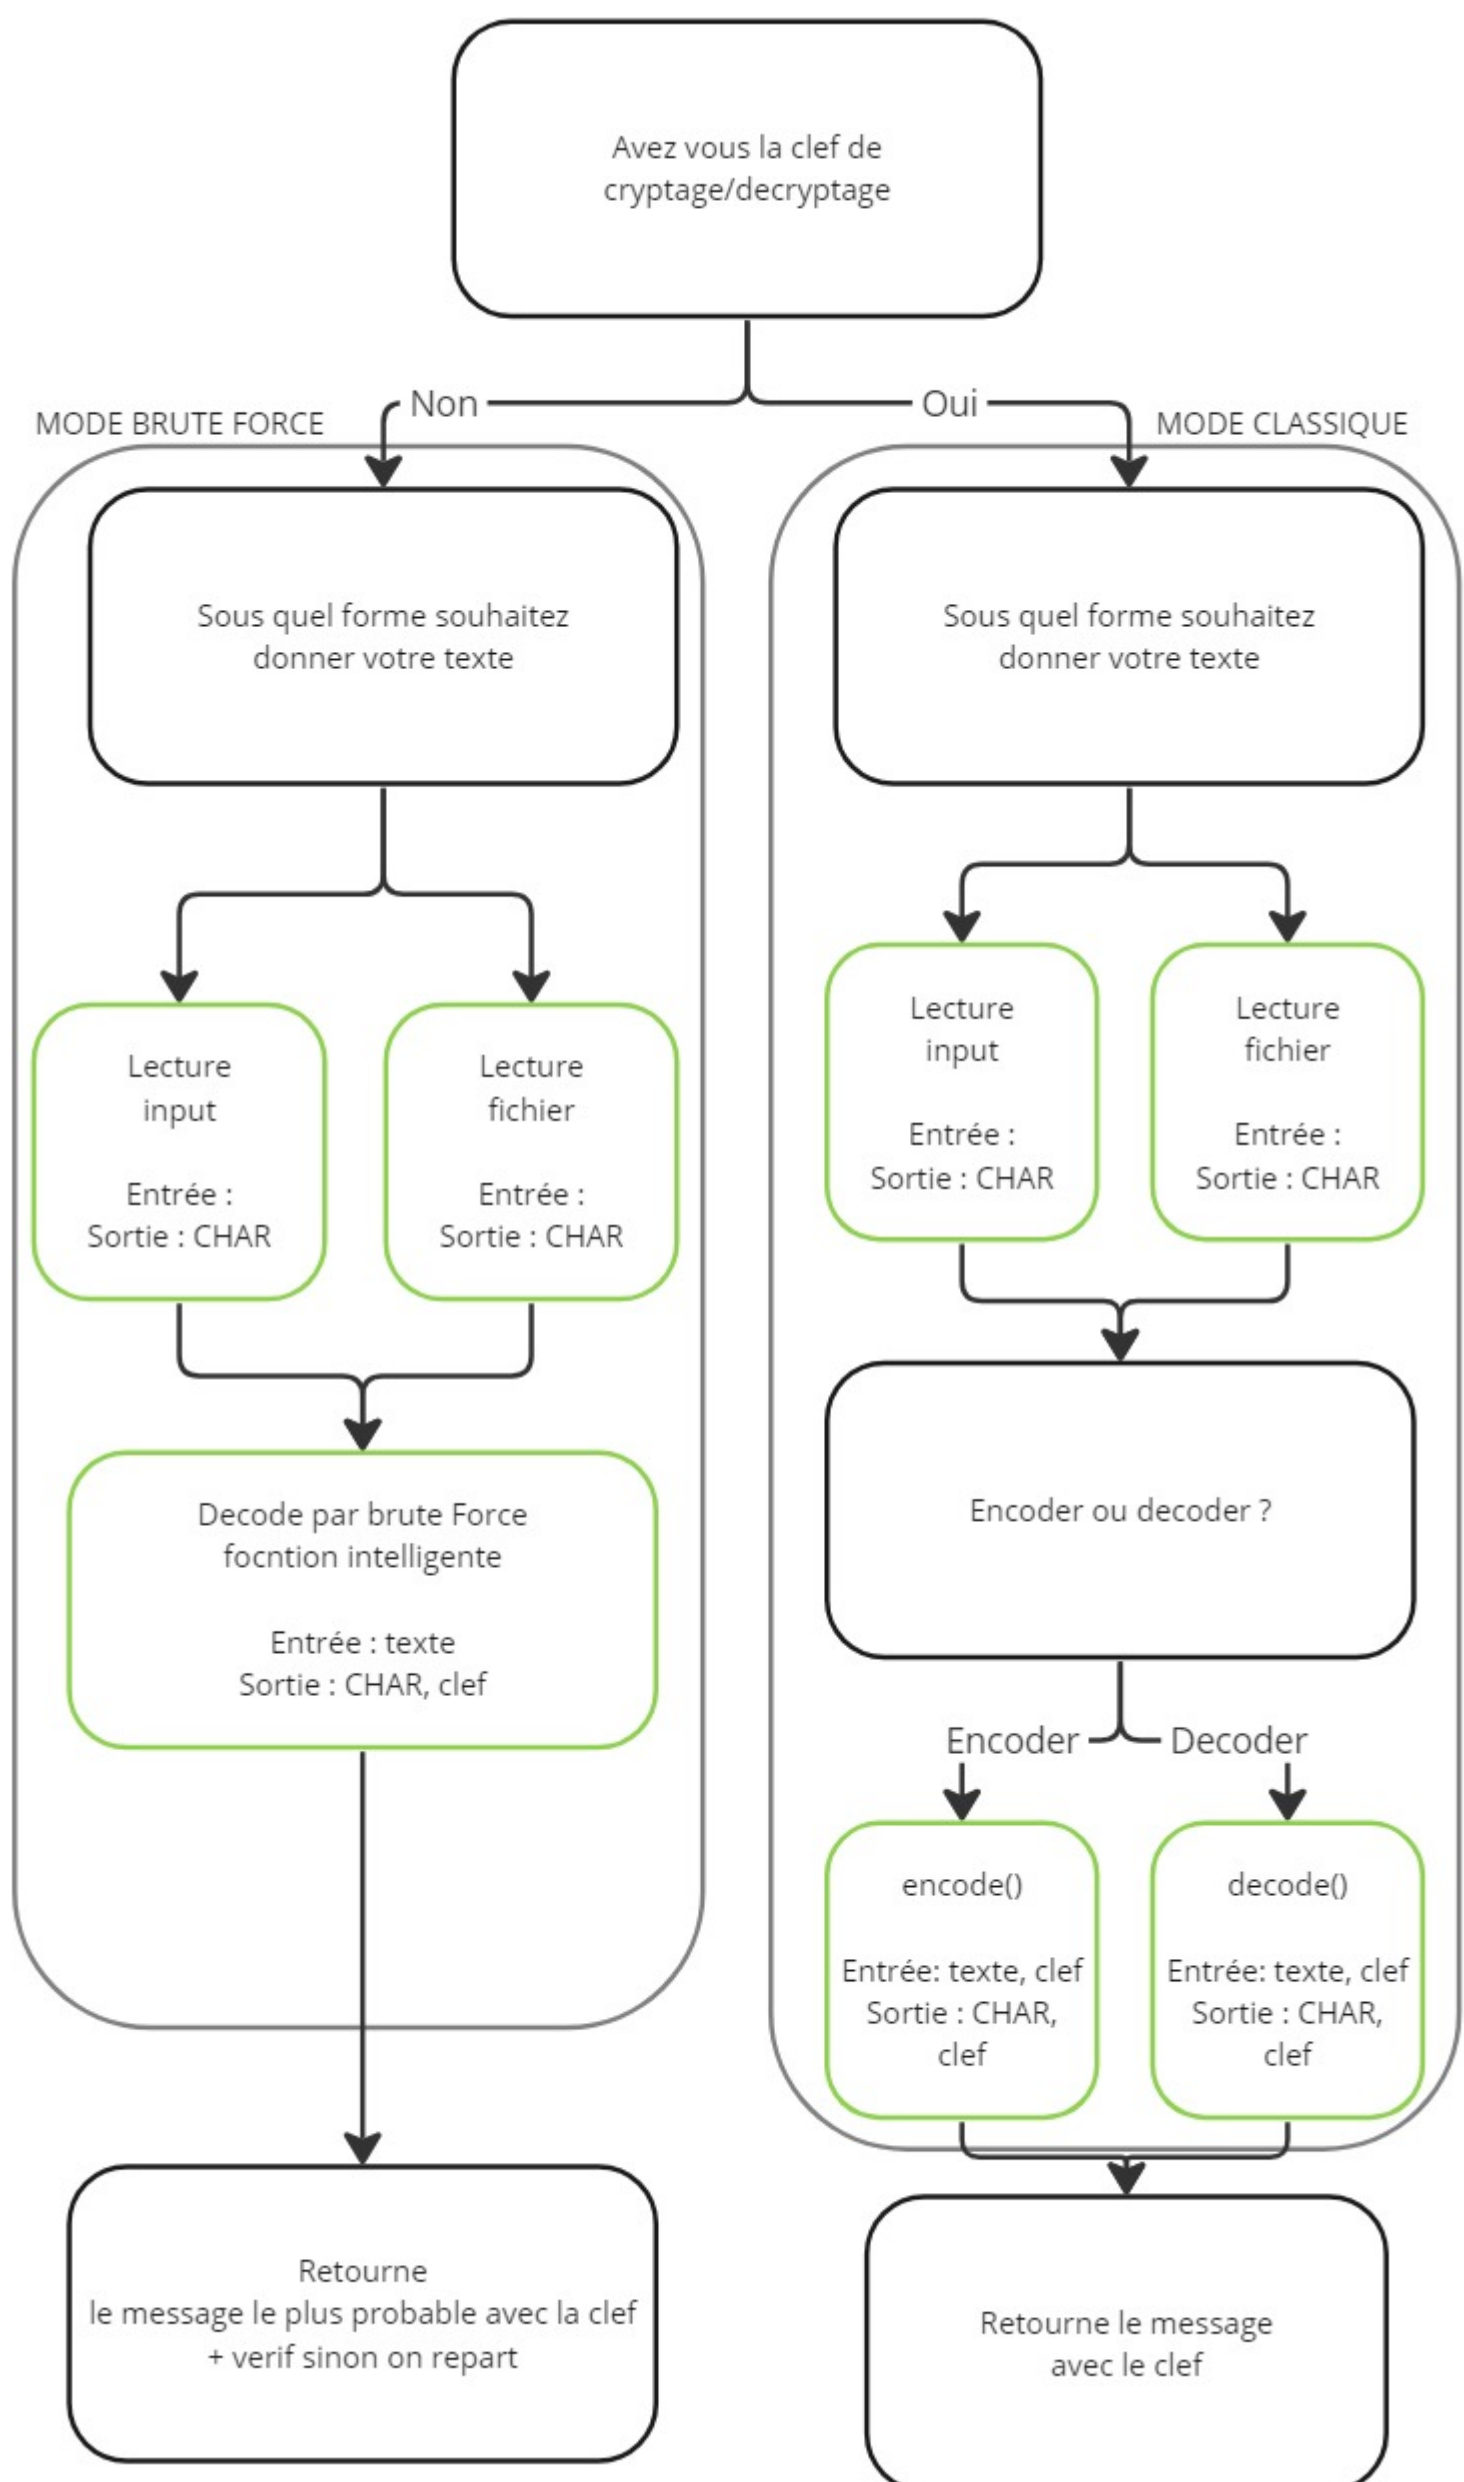 Avez vous la clef de
cryptage/decryptage
Non
Oui
MODE BRUTE FORCE
MODE CLASSIQUE
Sous quel forme souhaitez
donner votre texte
Sous quel forme souhaitez
donner votre texte
Lecture
input
Entrée :
Sortie : CHAR
Lecture
fichier
Entrée :
Sortie : CHAR
Lecture
input
Entrée :
Sortie : CHAR
Lecture
fichier
Entrée :
Sortie : CHAR
Decode par brute Force
focntion intelligente
Entrée : texte
Sortie : CHAR, clef
Encoder ou decoder ?
Encoder
Decoder
encode()
Entrée: texte, clef
Sortie : CHAR,
clef
decode()
Entrée: texte, clef
Sortie : CHAR,
clef
Retourne
le message le plus probable avec la clef
+ verif sinon on repart
Retourne le message
avec le clef